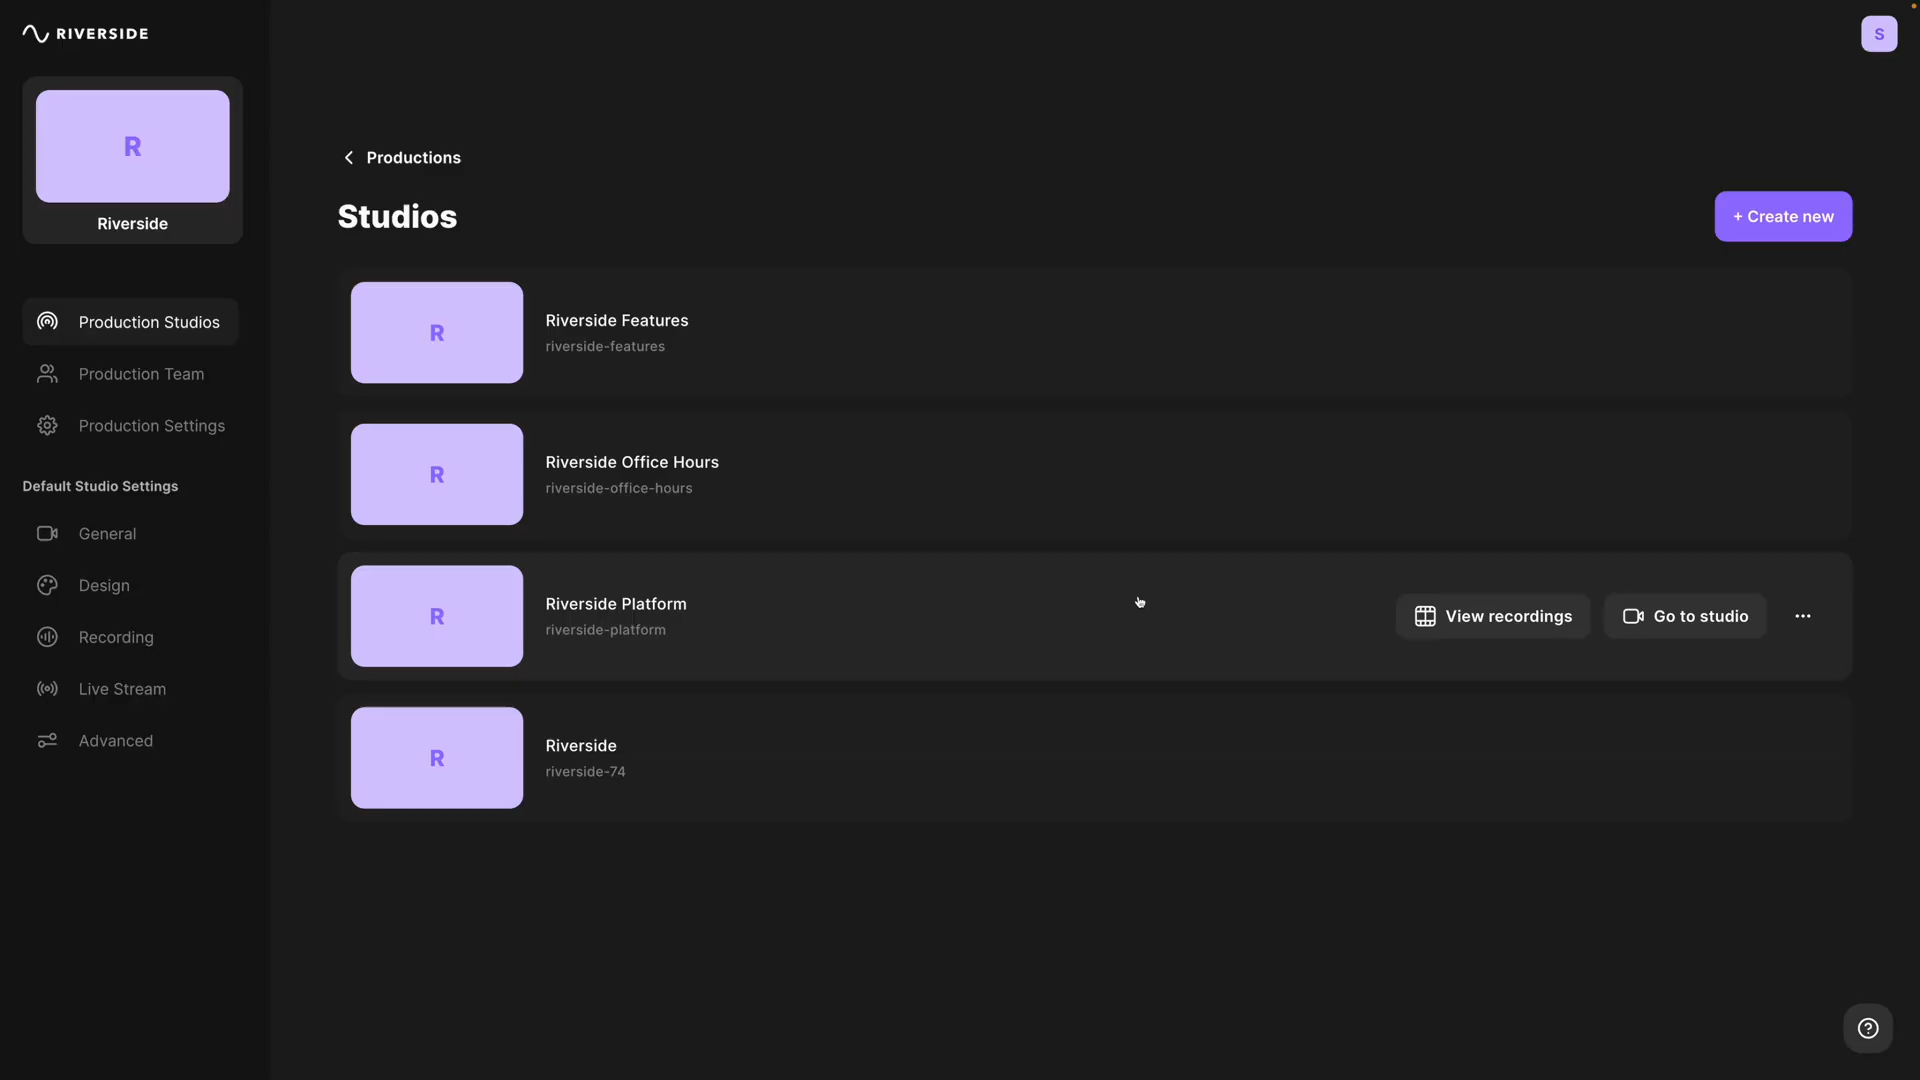 RIVERSIDE
S
R
Riverside
Production Studios
Production Team
Production Settings
Default Studio Settings
General
Design
Recording
Live Stream
Advanced
Productions
Studios
+ Create new
R
Riverside Features
riverside-features
R
Riverside Office Hours
riverside-office-hours
R
Riverside Platform
riverside-platform
View recordings
Go to studio
R
Riverside
riverside-74